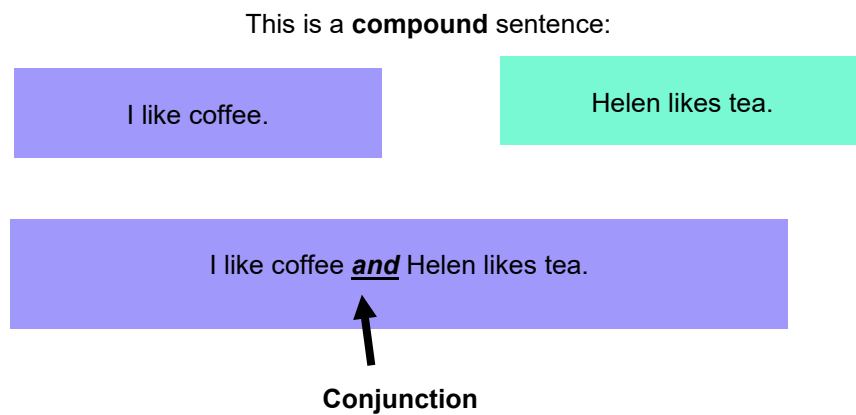 This is a compound sentence:
I like coffee.
Helen likes tea.
I like coffee and Helen likes tea.
Conjunction